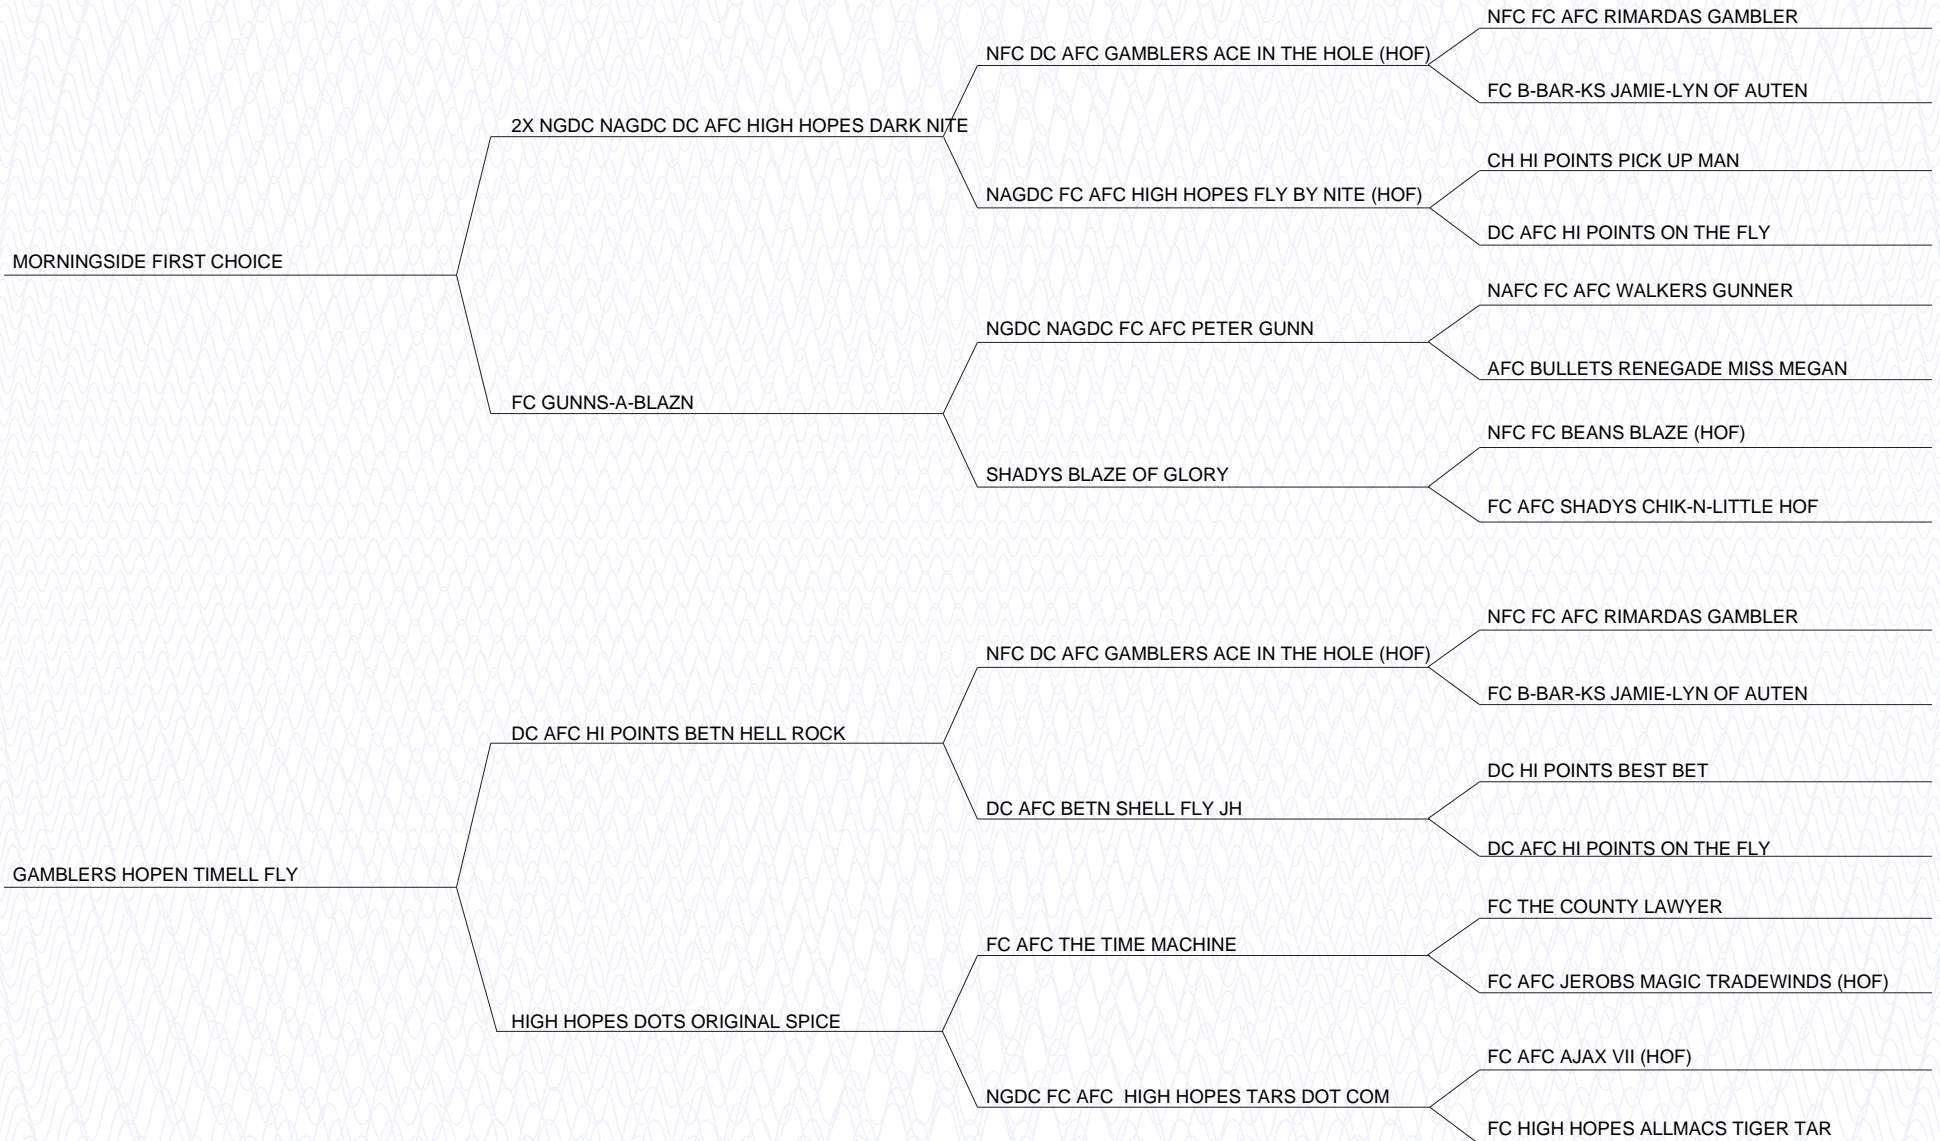 NFC FC AFC RIMARDAS GAMBLER
NFC DC AFC GAMBLERS ACE IN THE HOLE (HOF)
FC B-BAR-KS JAMIE-LYN OF AUTEN
2X NGDC NAGDC DC AFC HIGH HOPES DARK NITE
CH HI POINTS PICK UP MAN
NAGDC FC AFC HIGH HOPES FLY BY NITE (HOF)
DC AFC HI POINTS ON THE FLY
MORNINGSIDE FIRST CHOICE
NAFC FC AFC WALKERS GUNNER
NGDC NAGDC FC AFC PETER GUNN
AFC BULLETS RENEGADE MISS MEGAN
FC GUNNS-A-BLAZN
NFC FC BEANS BLAZE (HOF)
SHADYS BLAZE OF GLORY
FC AFC SHADYS CHIK-N-LITTLE HOF
NFC FC AFC RIMARDAS GAMBLER
NFC DC AFC GAMBLERS ACE IN THE HOLE (HOF)
FC B-BAR-KS JAMIE-LYN OF AUTEN
DC AFC HI POINTS BETN HELL ROCK
DC HI POINTS BEST BET
DC AFC BETN SHELL FLY JH
DC AFC HI POINTS ON THE FLY
GAMBLERS HOPEN TIMELL FLY
FC THE COUNTY LAWYER
FC AFC THE TIME MACHINE
FC AFC JEROBS MAGIC TRADEWINDS (HOF)
HIGH HOPES DOTS ORIGINAL SPICE
FC AFC AJAX VII (HOF)
NGDC FC AFC  HIGH HOPES TARS DOT COM
FC HIGH HOPES ALLMACS TIGER TAR